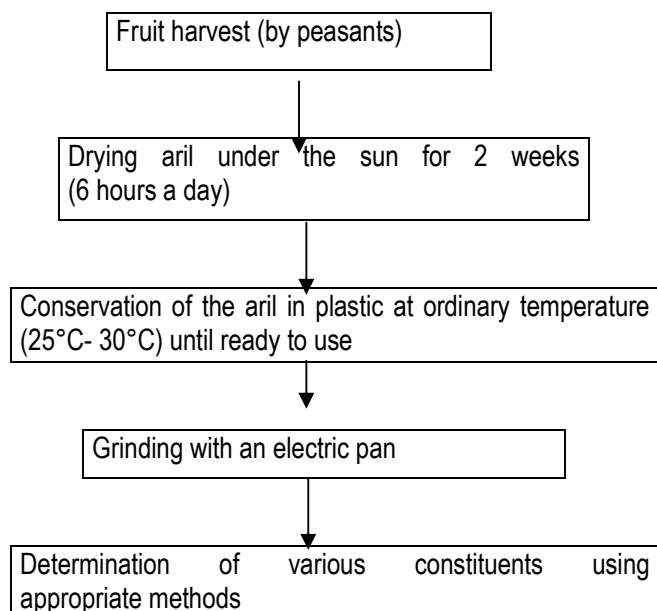 Fruit harvest (by peasants)
Drying aril under the sun for 2 weeks
(6 hours a day)
Conservation of the aril in plastic at ordinary temperature
(25°C- 30°C) until ready to use
Grinding with an electric pan
Determination of various constituents using
appropriate methods